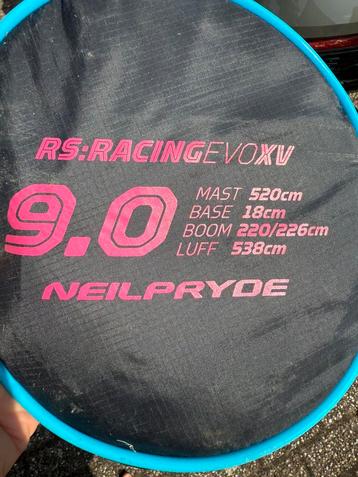 RS:RACINGEVOXV
9.0
MAST 520cm
BASE 18cm
BOOM 220/226cm
LUFF 538cm
NEILPRYDE